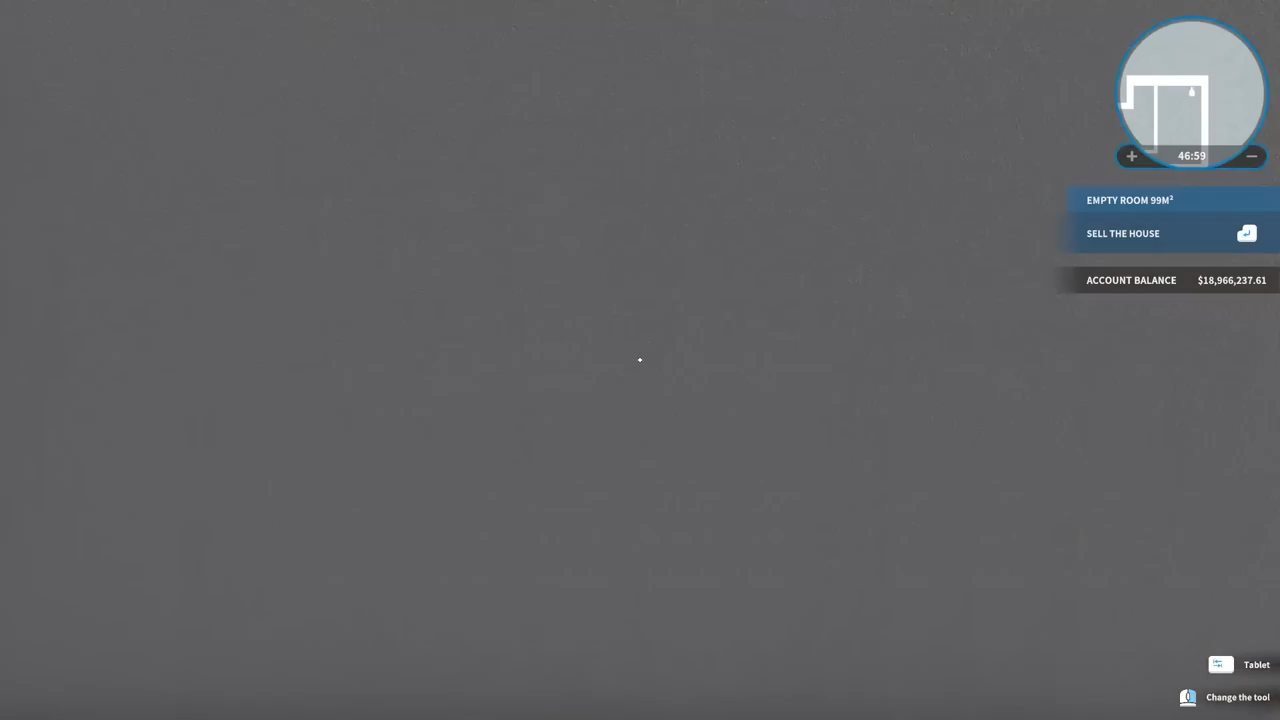 + 46:59 −
EMPTY ROOM 99M²
SELL THE HOUSE
ACCOUNT BALANCE $18,966,237.61
Tablet
Change the tool